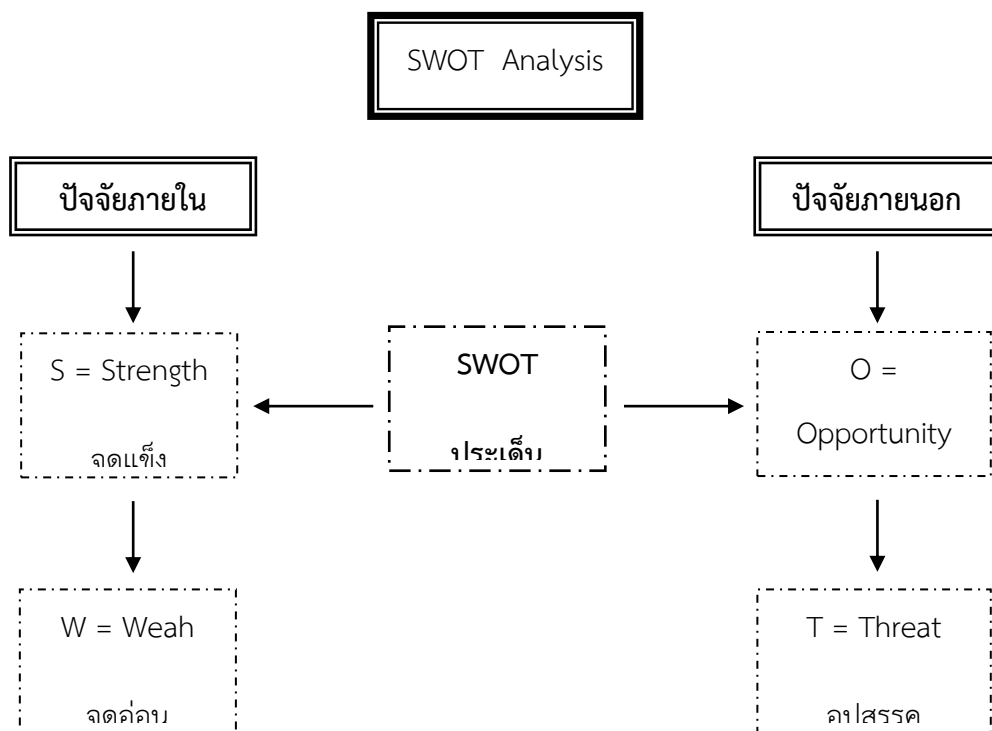 SWOT Analysis
ปัจจัยภายใน
ปัจจัยภายนอก
S = Strength
จดแข็ง
SWOT
ประเด็น
O =
Opportunity
W = Weah
จดอ่อน
T = Threat
อปสรรค